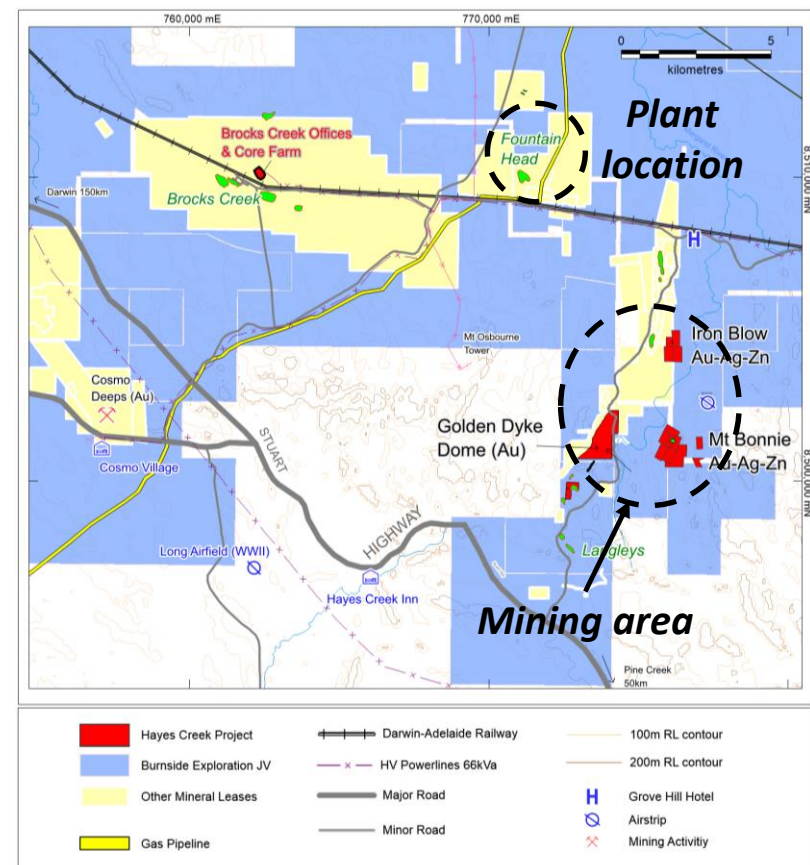 760,000 mE
770,000 mE
0
5
kilometres
Plant
location
Brocks Creek Offices
& Core Farm
Fountain
Head
8,510,000 mN
Darwin 150km
Brocks Creek
H
Iron Blow
Au-Ag-Zn
Mt Osbourne
Tower
Cosmo
Deeps (Au)
Golden Dyke
Dome (Au)
Mt Bonnie
Au-Ag-Zn
STUART
Cosmo Village
8,500,000 mN
HIGHWAY
Long Airfield (WWII)
Langleys
Hayes Creek Inn
Mining area
Pine Creek
50km
Hayes Creek Project
Darwin-Adelaide Railway
100m RL contour
Burnside Exploration JV
HV Powerlines 66kVa
200m RL contour
Other Mineral Leases
Major Road
H
Grove Hill Hotel
Airstrip
Gas Pipeline
Minor Road
Mining Activitiy